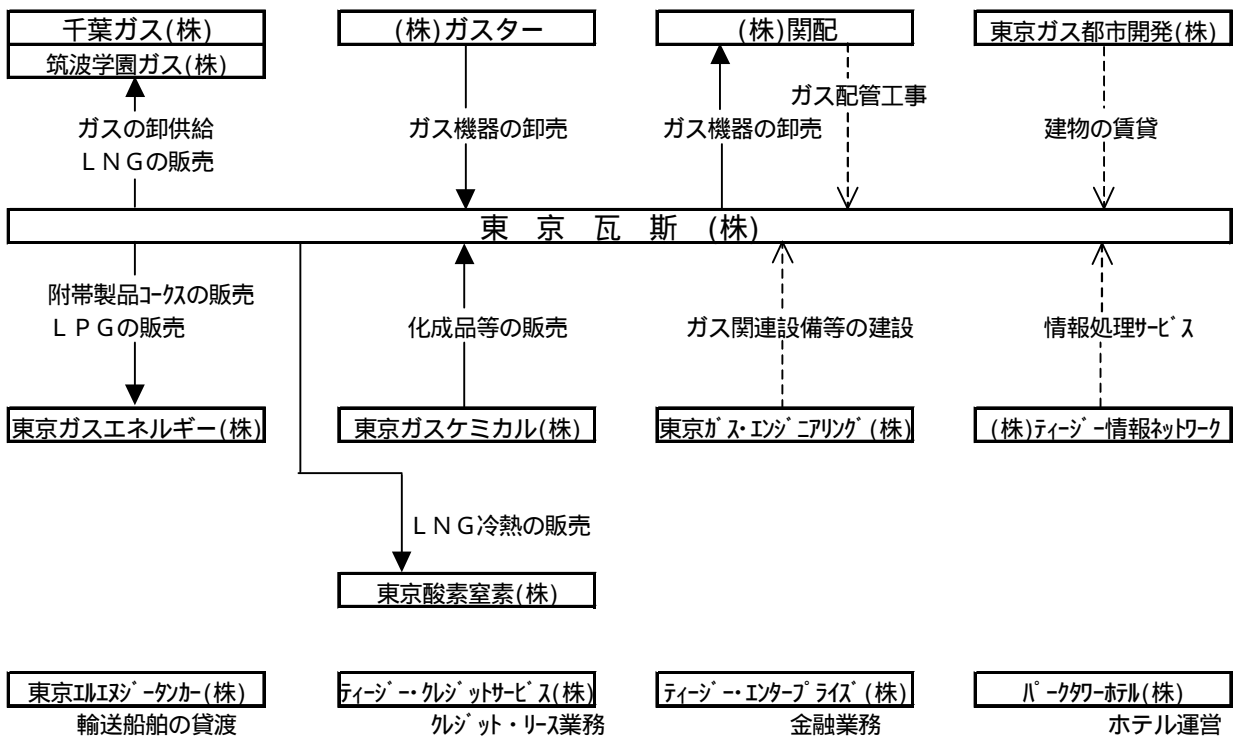 千葉ガス(株)
筑波学園ガス(株)
(株)ガスター
(株)関配
東京ガス都市開発(株)
ガスの卸供給
ＬＮＧの販売
ガス機器の卸売
ガス機器の卸売
ガス配管工事
建物の賃貸
東 京 瓦 斯 (株)
附帯製品ｺｰｸｽの販売
ＬＰＧの販売
化成品等の販売
ガス関連設備等の建設
情報処理ｻｰﾋﾞｽ
東京ガスエネルギー(株)
東京ガスケミカル(株)
東京ｶﾞｽ･ｴﾝｼﾞﾆｱﾘﾝｸﾞ(株)
(株)ﾃｨｰｼﾞｰ情報ﾈｯﾄﾜｰｸ
ＬＮＧ冷熱の販売
東京酸素窒素(株)
東京ｴﾙｴﾇｼﾞｰﾀﾝｶｰ(株)
輸送船舶の貸渡
ﾃｨｰｼﾞｰ･ｸﾚｼﾞｯﾄｻｰﾋﾞｽ(株)
ｸﾚｼﾞｯﾄ・ﾘｰｽ業務
ﾃｨｰｼﾞｰ･ｴﾝﾀｰﾌﾟﾗｲｽﾞ(株)
金融業務
ﾊﾟｰｸﾀﾜｰﾎﾃﾙ(株)
ホテル運営